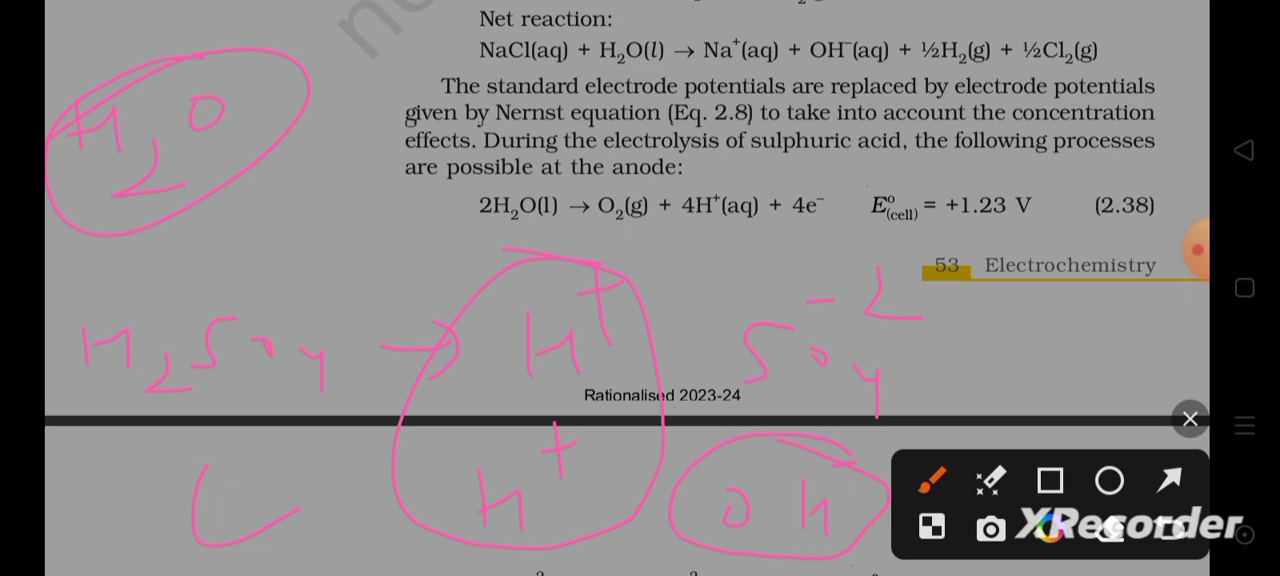 Net reaction:
NaCl(aq) + H₂O(l) → Na⁺(aq) + OH⁻(aq) + ½H₂(g) + ½Cl₂(g)
The standard electrode potentials are replaced by electrode potentials
given by Nernst equation (Eq. 2.8) to take into account the concentration
effects. During the electrolysis of sulphuric acid, the following processes
are possible at the anode:
2H₂O(l) → O₂(g) + 4H⁺(aq) + 4e⁻ E°(cell) = +1.23 V (2.38)
53 Electrochemistry
H₂O
H₂SO₄ → H⁺ SO₄⁻²
Rationalised 2023-24
H⁺ OH
XRecorder